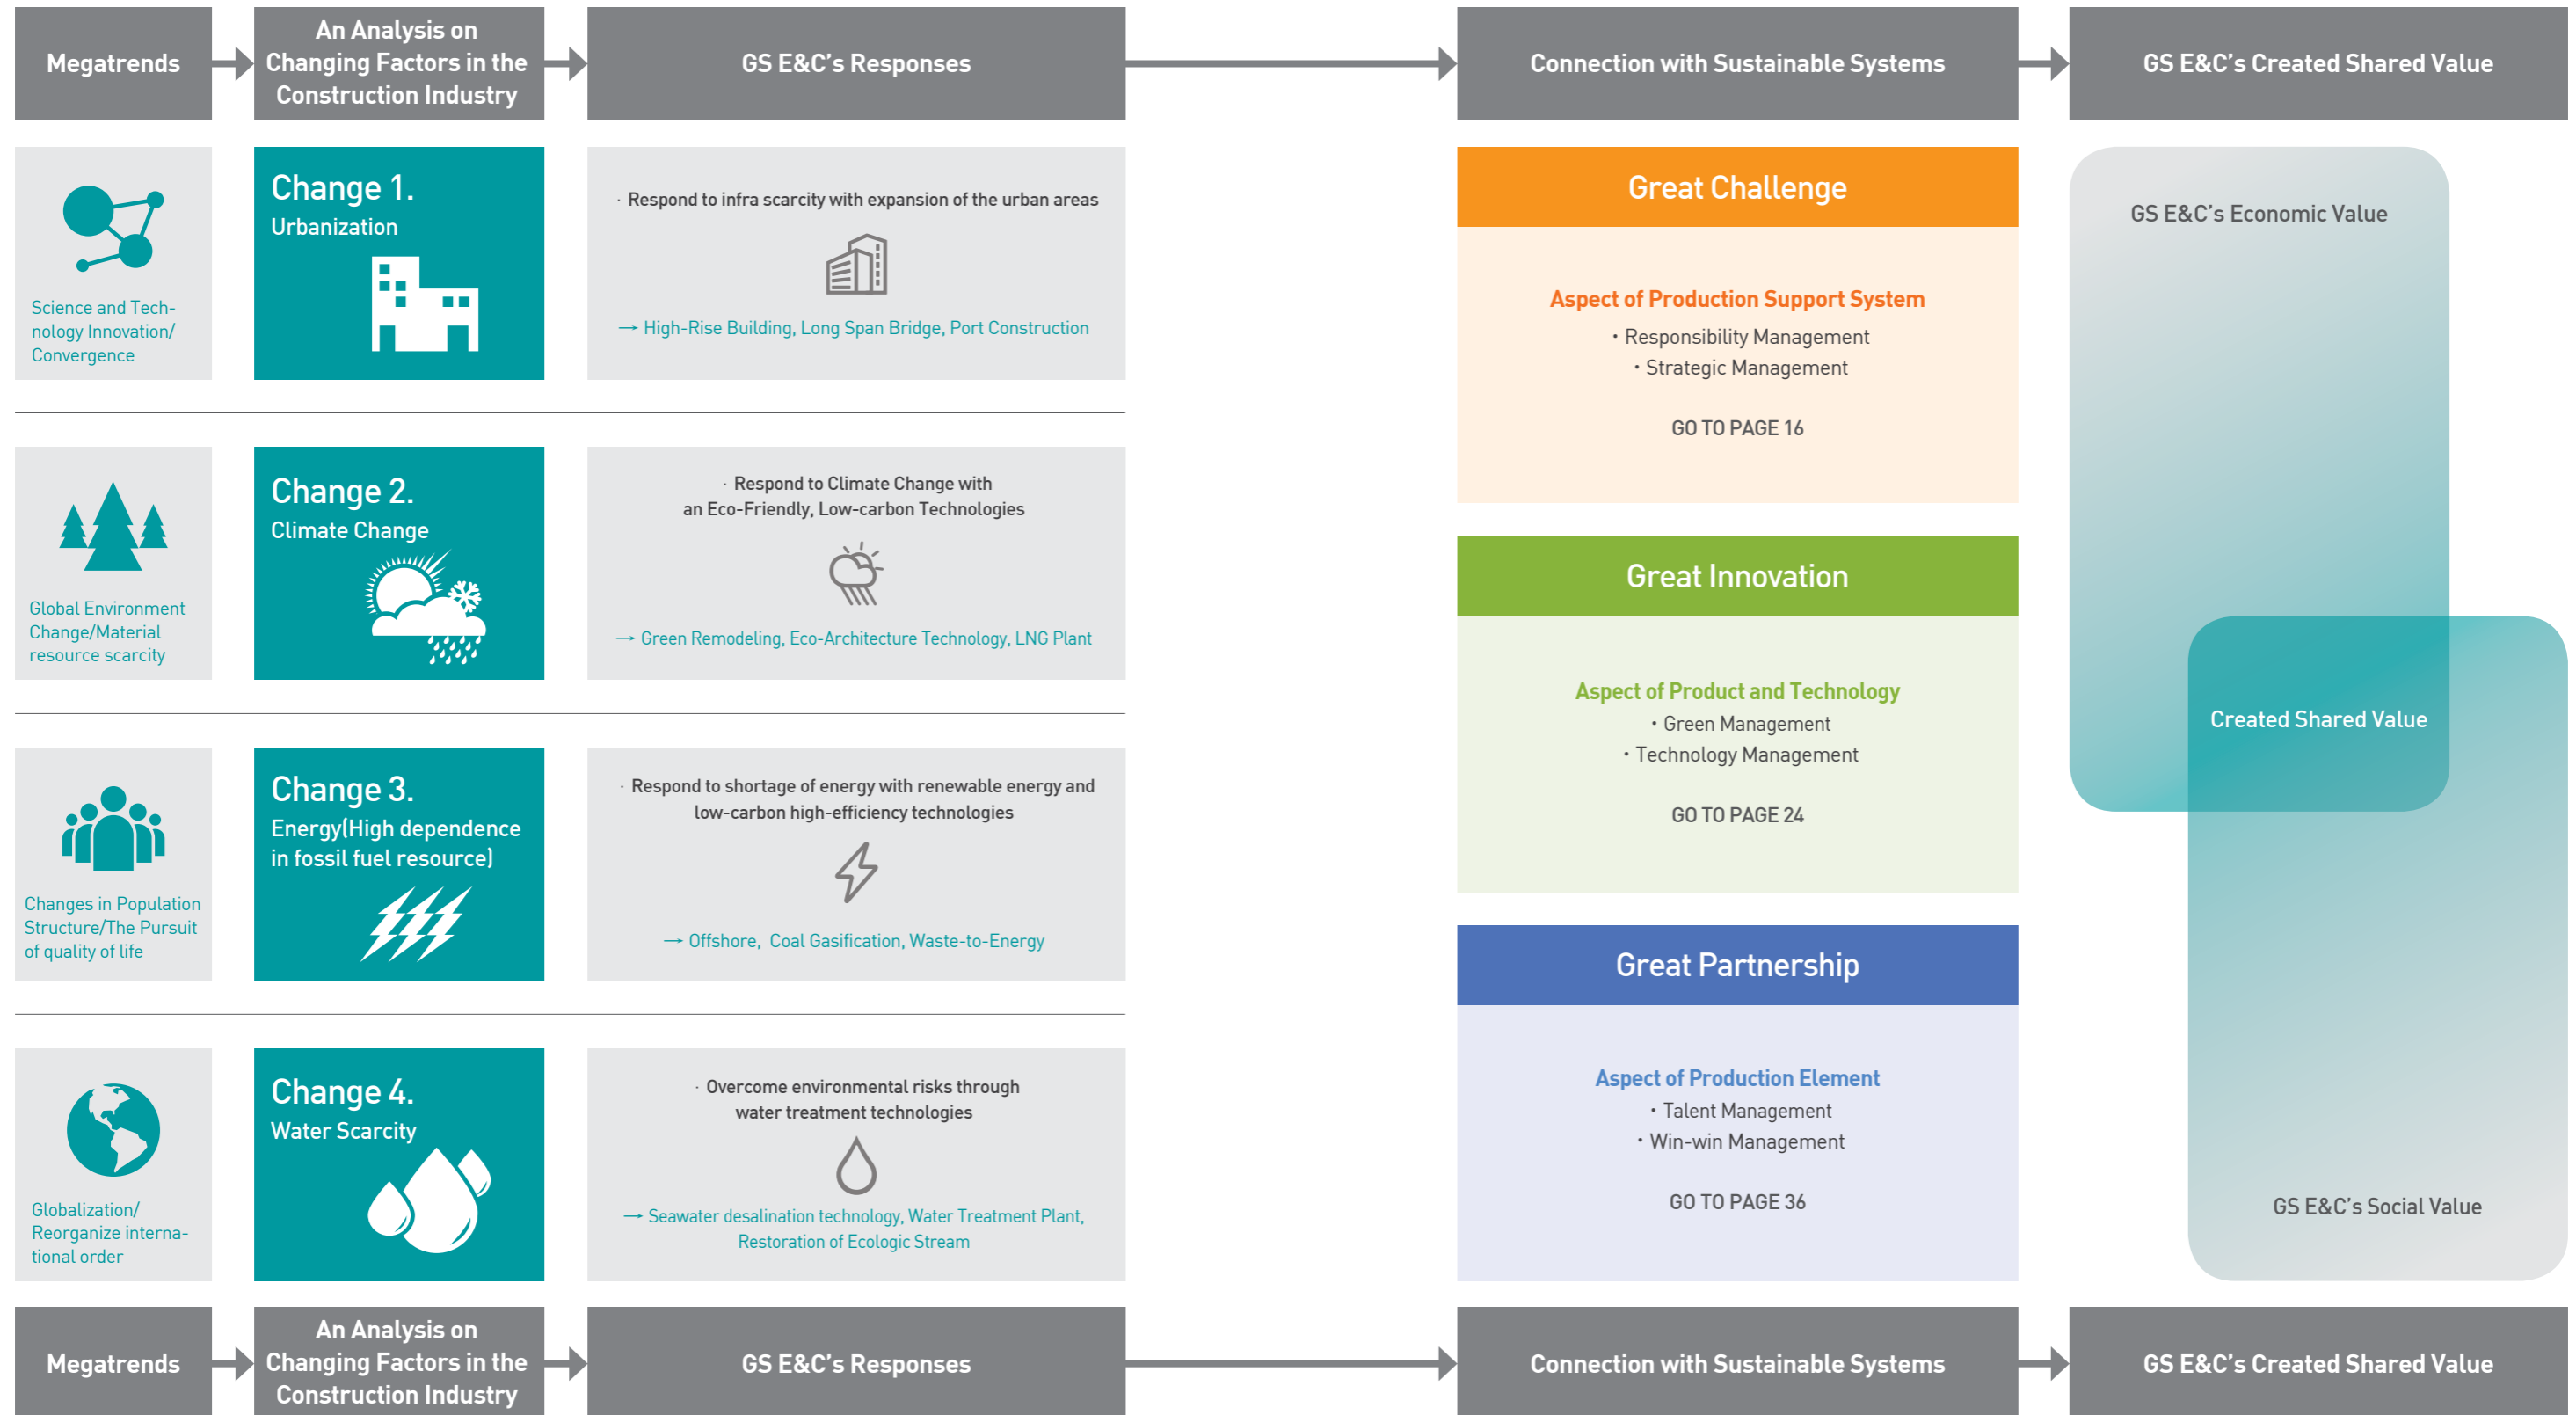 Megatrends
An Analysis on
Changing Factors in the
Construction Industry
GS E&C’s Responses
Connection with Sustainable Systems
GS E&C’s Created Shared Value
Science and Tech-
nology Innovation/
Convergence
Change 1.
Urbanization
· Respond to infra scarcity with expansion of the urban areas
→ High-Rise Building, Long Span Bridge, Port Construction
Global Environment
Change/Material
resource scarcity
Change 2.
Climate Change
· Respond to Climate Change with
an Eco-Friendly, Low-carbon Technologies
→ Green Remodeling, Eco-Architecture Technology, LNG Plant
Changes in Population
Structure/The Pursuit
of quality of life
Change 3.
Energy(High dependence
in fossil fuel resource)
· Respond to shortage of energy with renewable energy and
low-carbon high-efficiency technologies
→ Offshore, Coal Gasification, Waste-to-Energy
Globalization/
Reorganize interna-
tional order
Change 4.
Water Scarcity
· Overcome environmental risks through
water treatment technologies
→ Seawater desalination technology, Water Treatment Plant,
Restoration of Ecologic Stream
Great Challenge
Aspect of Production Support System
· Responsibility Management
· Strategic Management
GO TO PAGE 16
Great Innovation
Aspect of Product and Technology
· Green Management
· Technology Management
GO TO PAGE 24
Great Partnership
Aspect of Production Element
· Talent Management
· Win-win Management
GO TO PAGE 36
GS E&C’s Economic Value
Created Shared Value
GS E&C’s Social Value
Megatrends
An Analysis on
Changing Factors in the
Construction Industry
GS E&C’s Responses
Connection with Sustainable Systems
GS E&C’s Created Shared Value